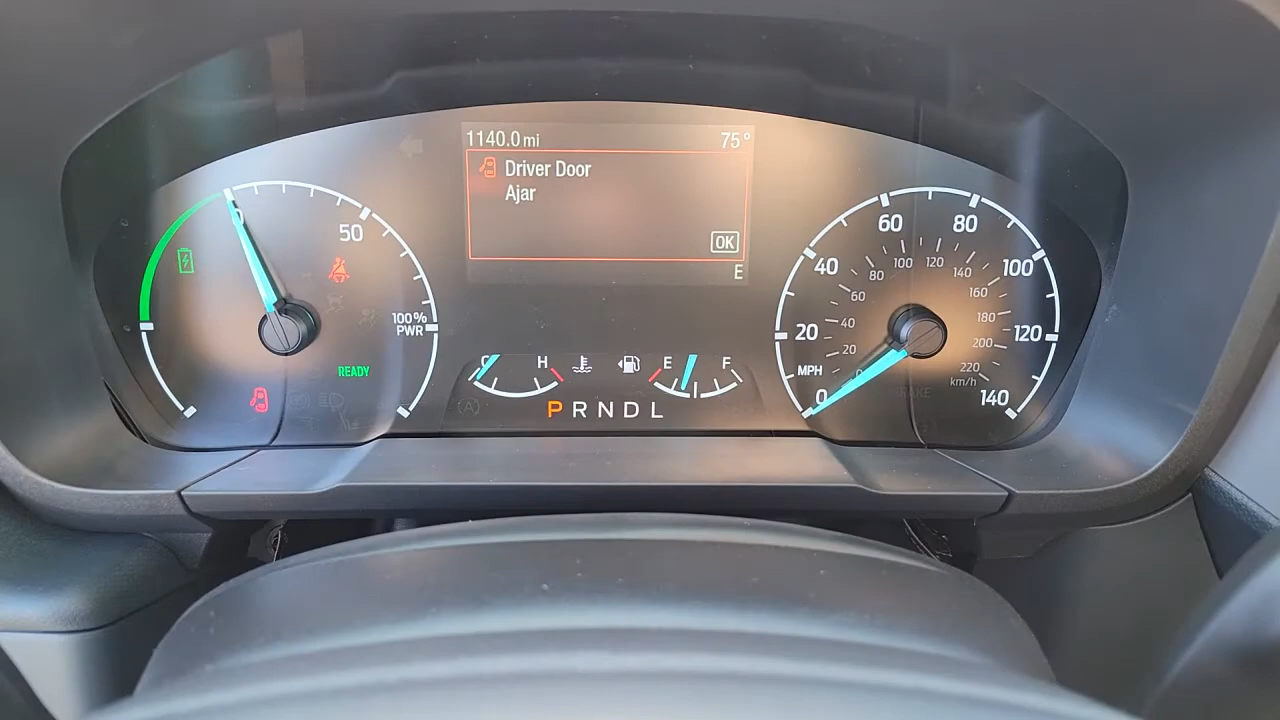 1140.0 mi 75°
Driver Door
Ajar
OK
E
0
50
100%
PWR
READY
C H E F
P R N D L
0 20 40 60 80 100 120 140
MPH
20 40 60 80 100 120 140 160 180 200 220
km/h